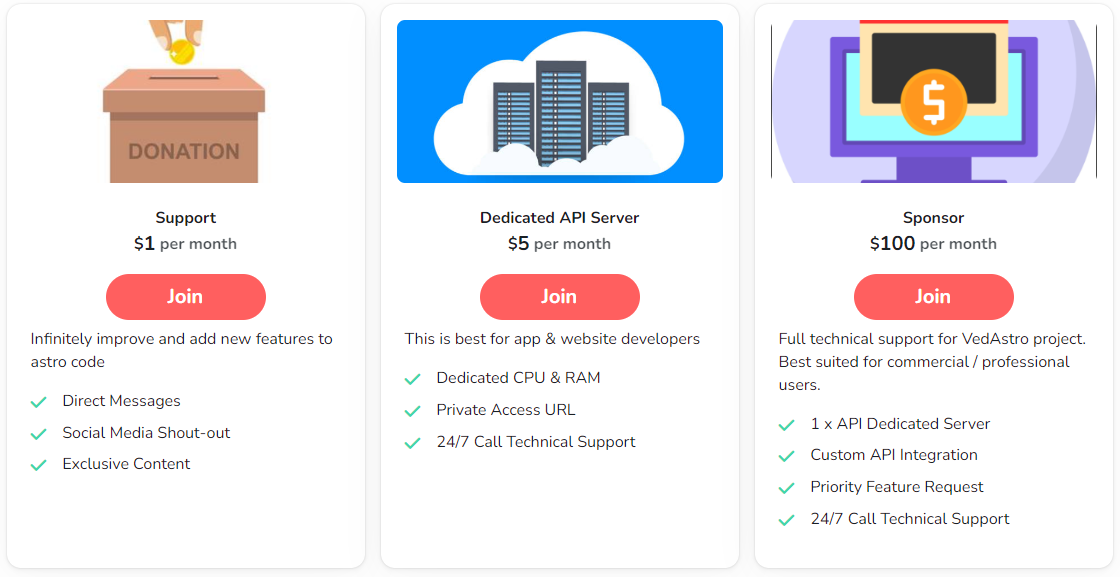 DONATION
Support
$1 per month
Join
Infinitely improve and add new features to
astro code
Direct Messages
Social Media Shout-out
Exclusive Content
Dedicated API Server
$5 per month
Join
This is best for app & website developers
Dedicated CPU & RAM
Private Access URL
24/7 Call Technical Support
$
Sponsor
$100 per month
Join
Full technical support for VedAstro project.
Best suited for commercial / professional
users.
1 x API Dedicated Server
Custom API Integration
Priority Feature Request
24/7 Call Technical Support